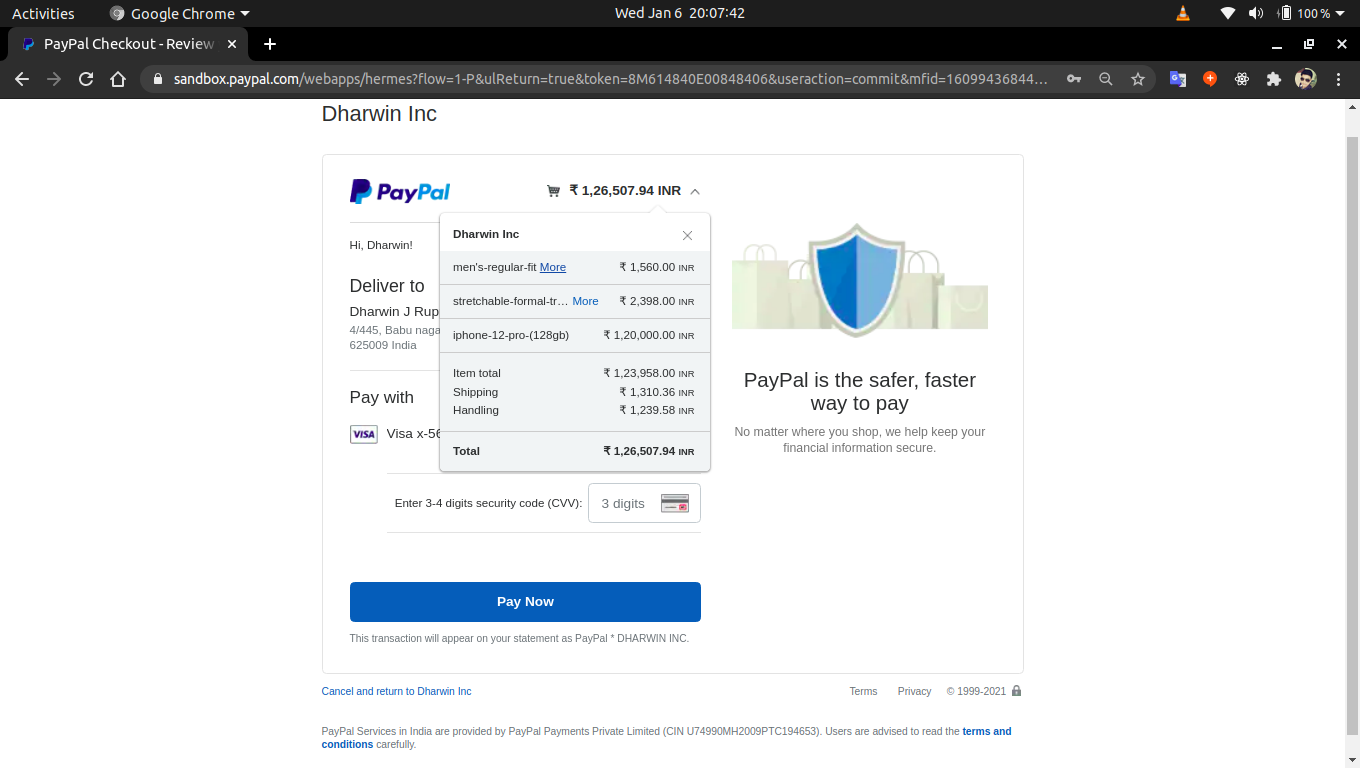 Activities Google Chrome Wed Jan 6 20:07:42 100 %
PayPal Checkout - Review
sandbox.paypal.com/webapps/hermes?flow=1-P&ulReturn=true&token=8M614840E00848406&useraction=commit&mfid=16099436844...
Dharwin Inc
PayPal ₹ 1,26,507.94 INR
Dharwin Inc
men's-regular-fit More ₹ 1,560.00 INR
stretchable-formal-tr... More ₹ 2,398.00 INR
iphone-12-pro-(128gb) ₹ 1,20,000.00 INR
Item total ₹ 1,23,958.00 INR
Shipping ₹ 1,310.36 INR
Handling ₹ 1,239.58 INR
Total ₹ 1,26,507.94 INR
Hi, Dharwin!
Deliver to
Dharwin J Rup
4/445, Babu naga
625009 India
Pay with
VISA Visa x-56
Enter 3-4 digits security code (CVV): 3 digits
Pay Now
This transaction will appear on your statement as PayPal * DHARWIN INC.
PayPal is the safer, faster
way to pay
No matter where you shop, we help keep your
financial information secure.
Cancel and return to Dharwin Inc Terms Privacy © 1999-2021
PayPal Services in India are provided by PayPal Payments Private Limited (CIN U74990MH2009PTC194653). Users are advised to read the terms and
conditions carefully.